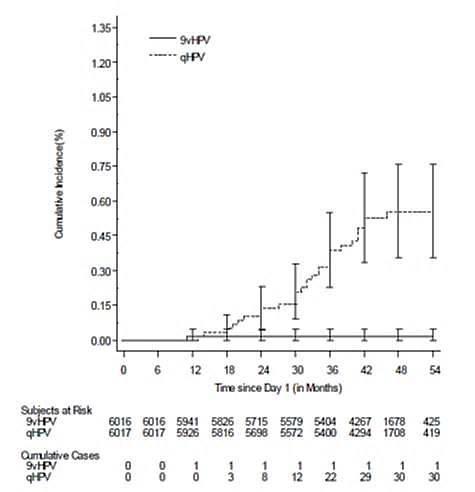 9vHPV
qHPV
Cumulative Incidence(%)
1.35
1.20
1.05
0.90
0.75
0.60
0.45
0.30
0.15
0.00
0 6 12 18 24 30 36 42 48 54
Time since Day 1 (in Months)
Subjects at Risk
9vHPV 6016 6016 5941 5826 5715 5579 5404 4267 1678 425
qHPV 6017 6017 5926 5816 5698 5572 5400 4294 1708 419
Cumulative Cases
9vHPV 0 0 1 1 1 1 1 1 1 1
qHPV 0 0 0 3 8 12 22 29 30 30